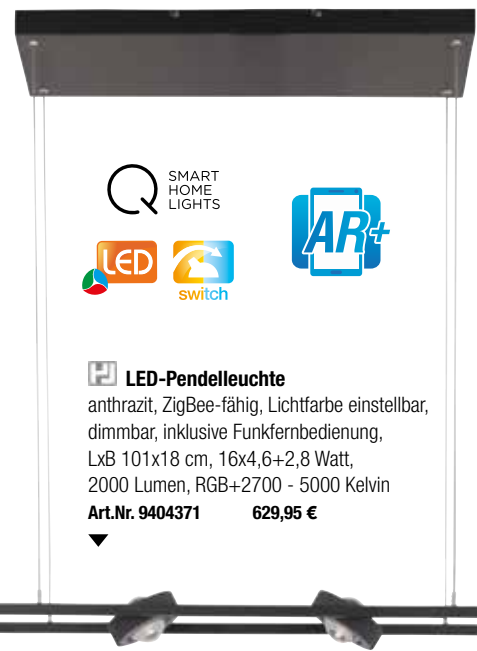 SMART
HOME
LIGHTS
LED
switch
AR+
LED-Pendelleuchte
anthrazit, ZigBee-fähig, Lichtfarbe einstellbar,
dimmbar, inklusive Funkfernbedienung,
LxB 101x18 cm, 16x4,6+2,8 Watt,
2000 Lumen, RGB+2700 - 5000 Kelvin
Art.Nr. 9404371 629,95 €